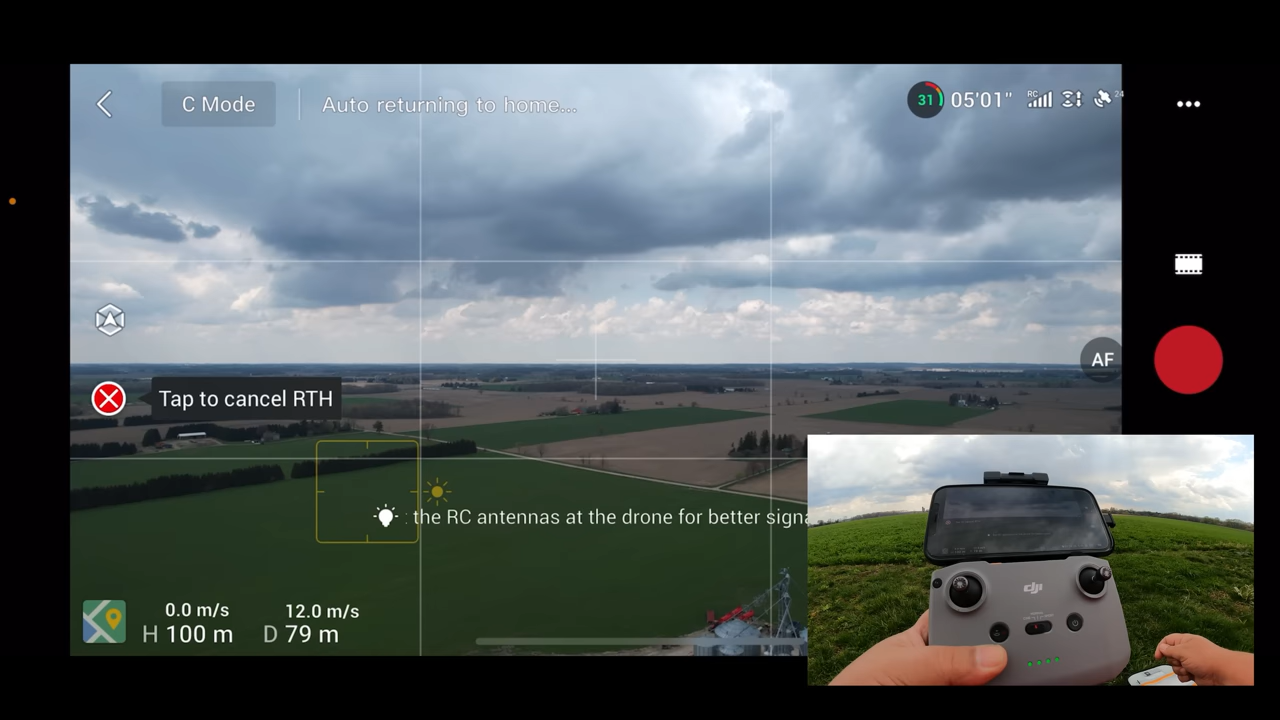 C Mode
Auto returning to home...
31
05'01"
RC
24
AF
Tap to cancel RTH
the RC antennas at the drone for better signa
0.0 m/s
12.0 m/s
H 100 m
D 79 m
dji